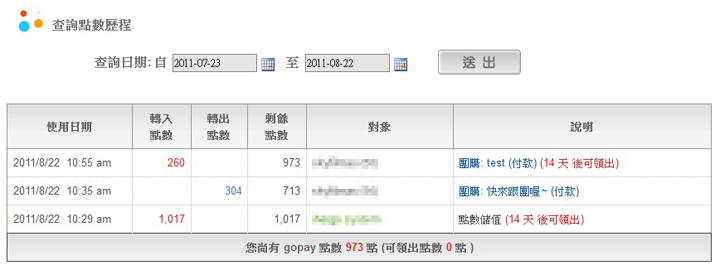 查詢點數歷程
查詢日期: 自 2011-07-23 至 2011-08-22 送出
使用日期 轉入點數 轉出點數 剩餘點數 對象 說明
2011/8/22 10:55 am 260 973 團購: test (付款) (14 天 後可領出)
2011/8/22 10:35 am 304 713 團購: 快來跟團喔~ (付款)
2011/8/22 10:29 am 1,017 1,017 點數儲值 (14 天 後可領出)
您尚有 gopay 點數 973 點 (可領出點數 0 點 )